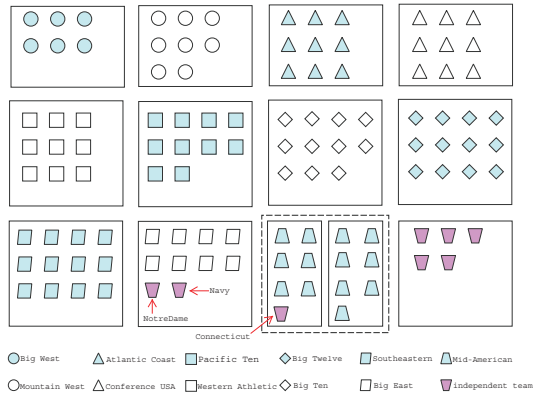 Navy
NotreDame
Connecticut
Big West
Atlantic Coast
Pacific Ten
Big Twelve
Southeastern
Mid-American
Mountain West
Conference USA
Western Athletic
Big Ten
Big East
independent team